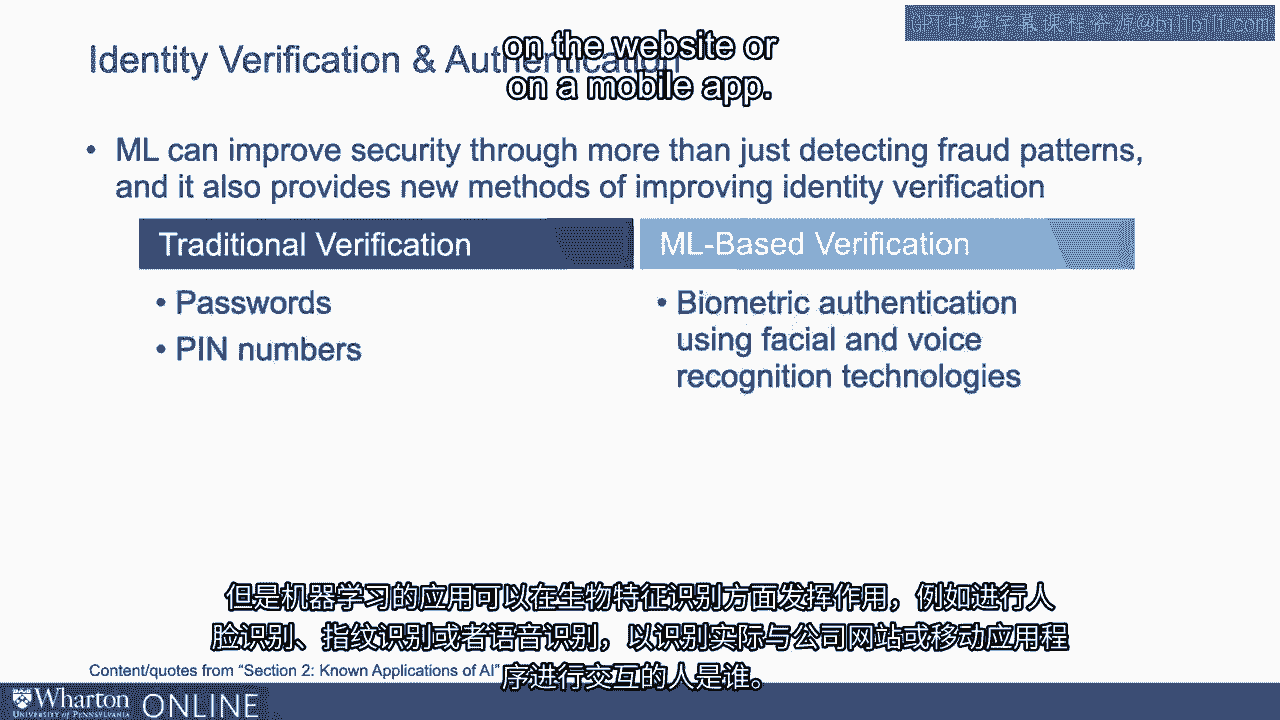 GPT中英字幕课程资源@bilibili.com
on the website or
on a mobile app.
Identity Verification & Authentication
• ML can improve security through more than just detecting fraud patterns,
and it also provides new methods of improving identity verification
Traditional Verification
• Passwords
• PIN numbers
ML-Based Verification
• Biometric authentication
using facial and voice
recognition technologies
但是机器学习的应用可以在生物特征识别方面发挥作用，例如进行人
脸识别、指纹识别或者语音识别，以识别实际与公司网站或移动应用程
序进行交互的人是谁。
Content/quotes from “Section 2: Known Applications of AI”
Wharton
UNIVERSITY of PENNSYLVANIA
ONLINE